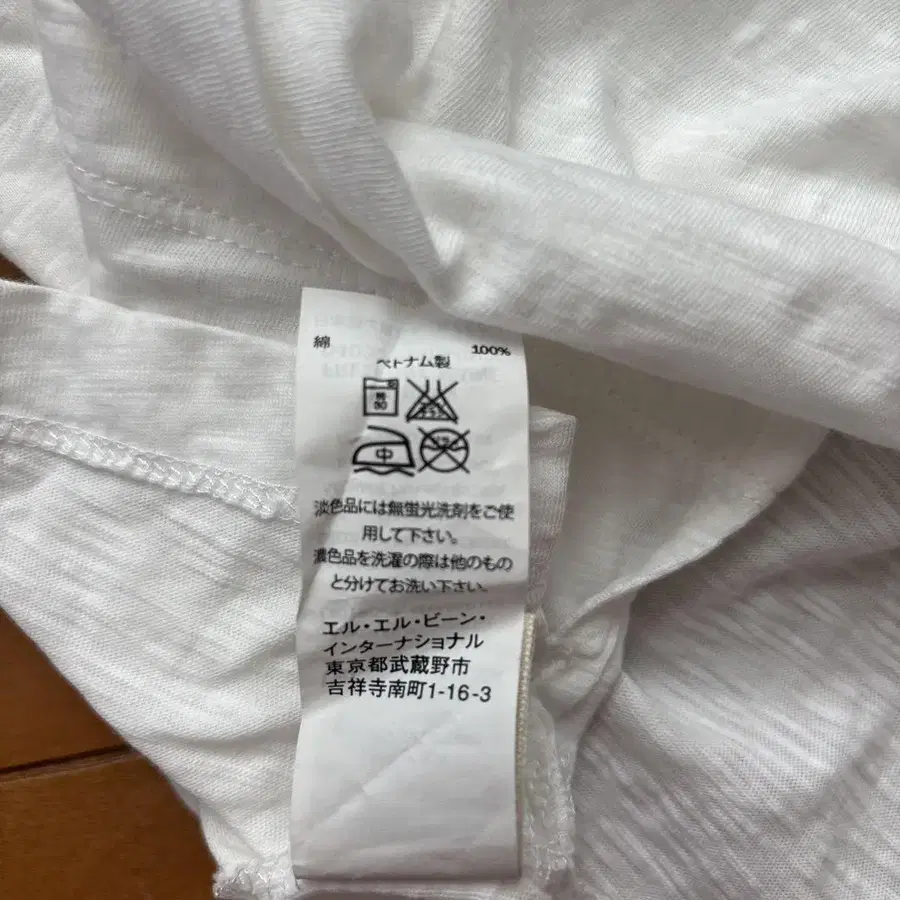 綿 100%
ベトナム製
中
淡色品には無蛍光洗剤をご使
用して下さい。
濃色品を洗濯の際は他のもの
と分けてお洗い下さい。
エル・エル・ビーン・
インターナショナル
東京都武蔵野市
吉祥寺南町1-16-3